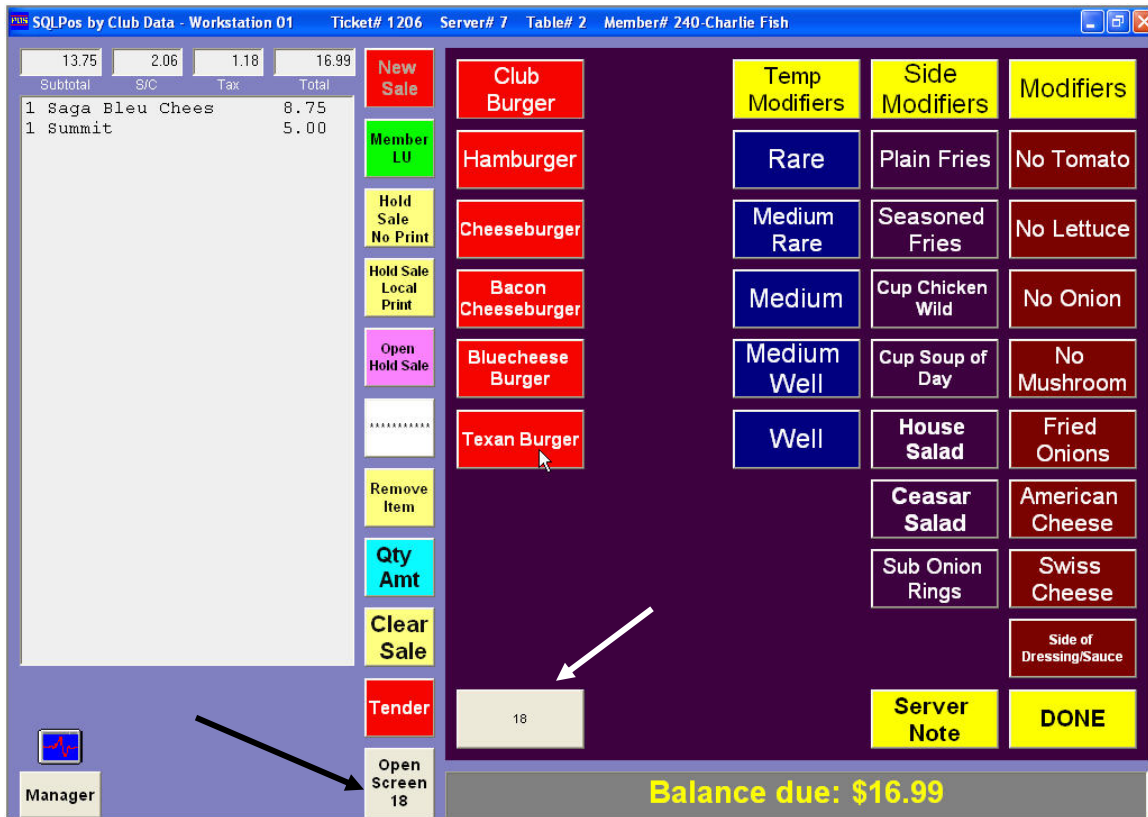 POS SQLPos by Club Data - Workstation 01 Ticket# 1206 Server# 7 Table# 2 Member# 240-Charlie Fish
13.75 2.06 1.18 16.99
Subtotal S/C Tax Total
1 Saga Bleu Chees 8.75
1 Summit 5.00
New
Sale
Member
LU
Hold
Sale
No Print
Hold Sale
Local
Print
Open
Hold Sale
***********
Remove
Item
Qty
Amt
Clear
Sale
Tender
Open
Screen
18
Manager
Club
Burger
Hamburger
Cheeseburger
Bacon
Cheeseburger
Bluecheese
Burger
Texan Burger
18
Temp
Modifiers
Rare
Medium
Rare
Medium
Medium
Well
Well
Side
Modifiers
Plain Fries
Seasoned
Fries
Cup Chicken
Wild
Cup Soup of
Day
House
Salad
Ceasar
Salad
Sub Onion
Rings
Server
Note
Modifiers
No Tomato
No Lettuce
No Onion
No
Mushroom
Fried
Onions
American
Cheese
Swiss
Cheese
Side of
Dressing/Sauce
DONE
Balance due: $16.99